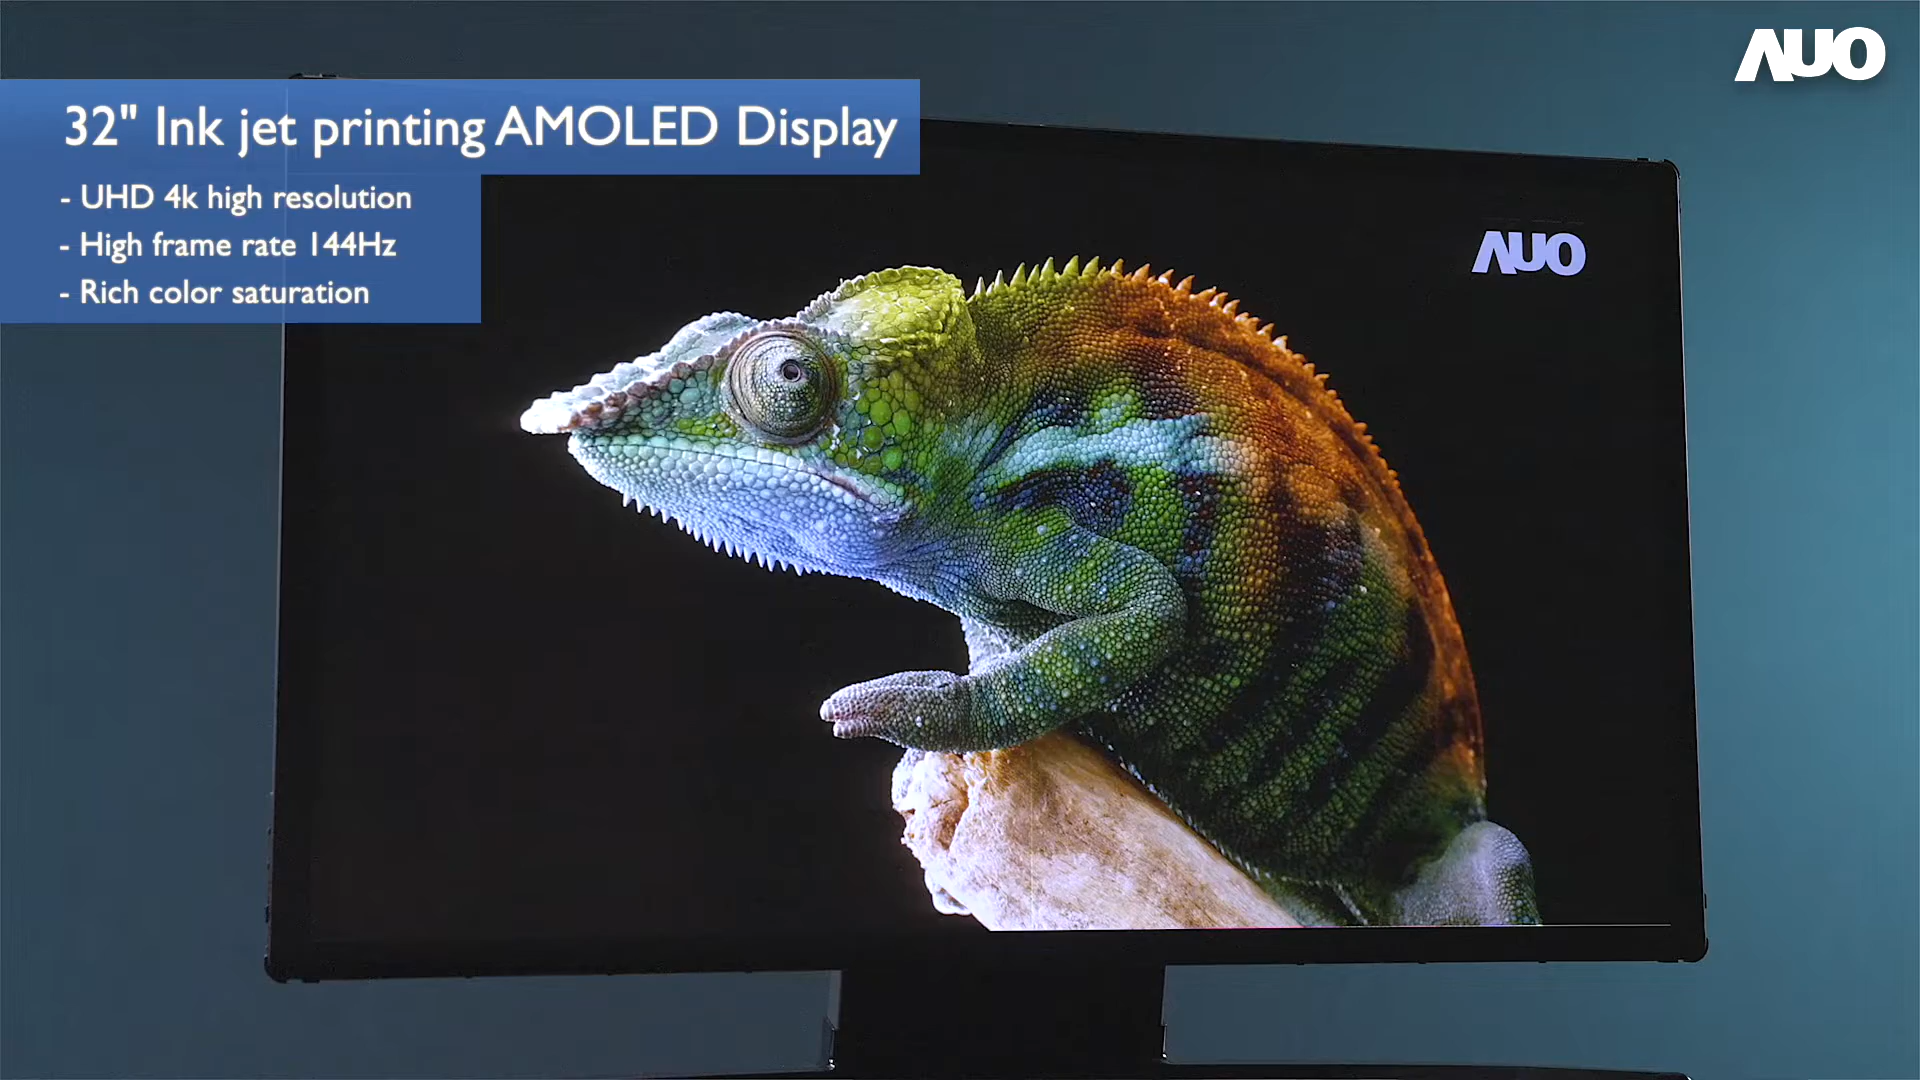 AUO
32" Ink jet printing AMOLED Display
- UHD 4k high resolution
- High frame rate 144Hz
- Rich color saturation
AUO